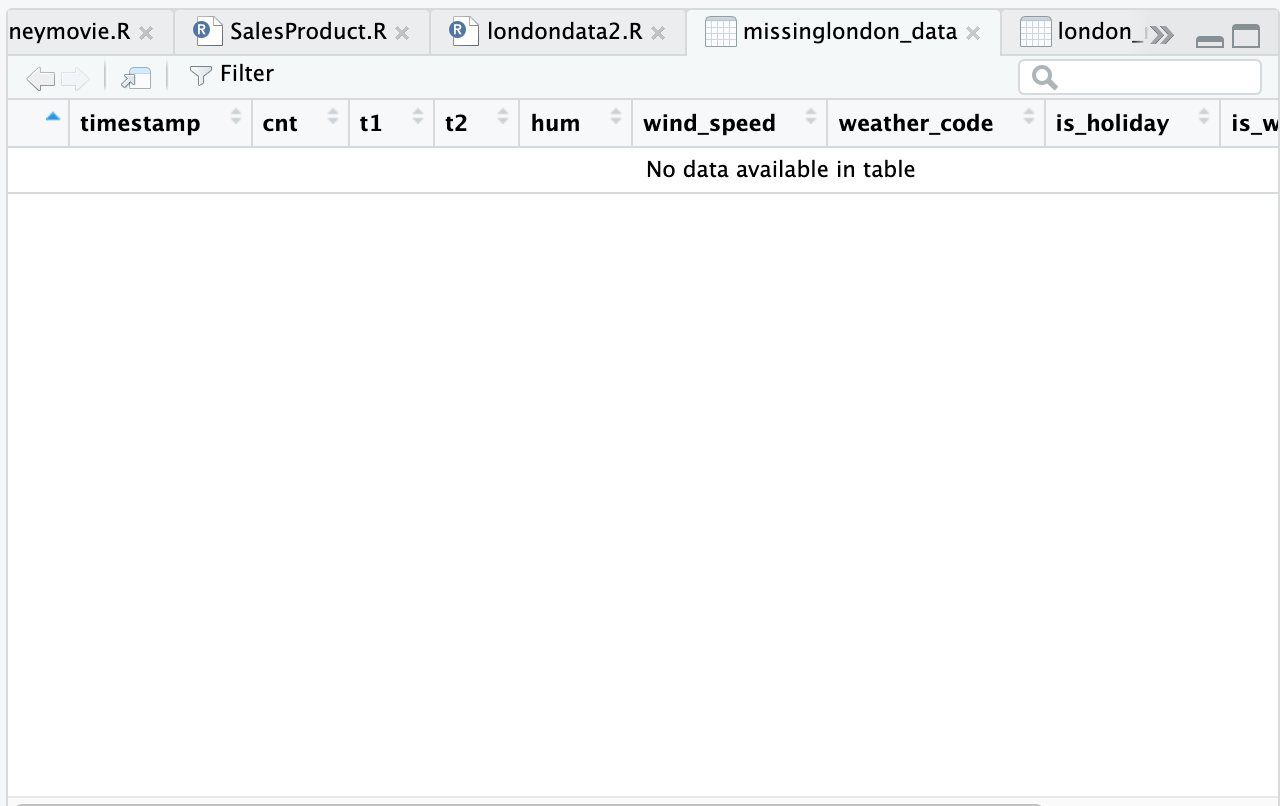 neymovie.R SalesProduct.R londondata2.R missinglondon_data london_
Filter
timestamp cnt t1 t2 hum wind_speed weather_code is_holiday is_w
No data available in table